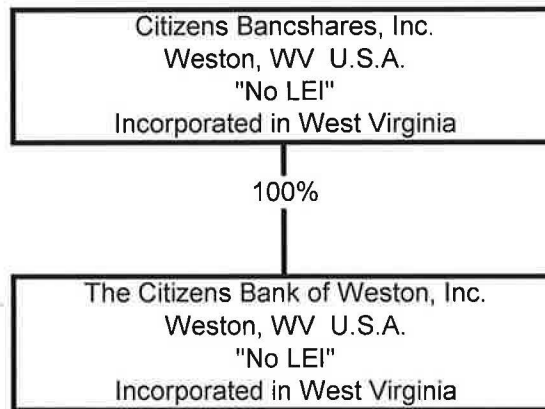 Citizens Bancshares, Inc.
Weston, WV U.S.A.
"No LEI"
Incorporated in West Virginia
100%
The Citizens Bank of Weston, Inc.
Weston, WV U.S.A.
"No LEI"
Incorporated in West Virginia